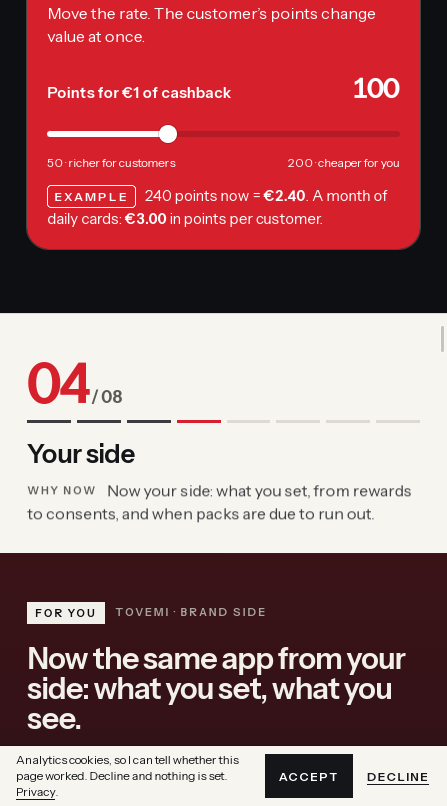 Move the rate. The customer’s points change
value at once.
Points for €1 of cashback 100
50 · richer for customers 200 · cheaper for you
EXAMPLE 240 points now = €2.40. A month of
daily cards: €3.00 in points per customer.
04 / 08
Your side
WHY NOW Now your side: what you set, from rewards
to consents, and when packs are due to run out.
FOR YOU TOVEMI · BRAND SIDE
Now the same app from your
side: what you set, what you
see.
Analytics cookies, so I can tell whether this
page worked. Decline and nothing is set.
Privacy.
ACCEPT DECLINE